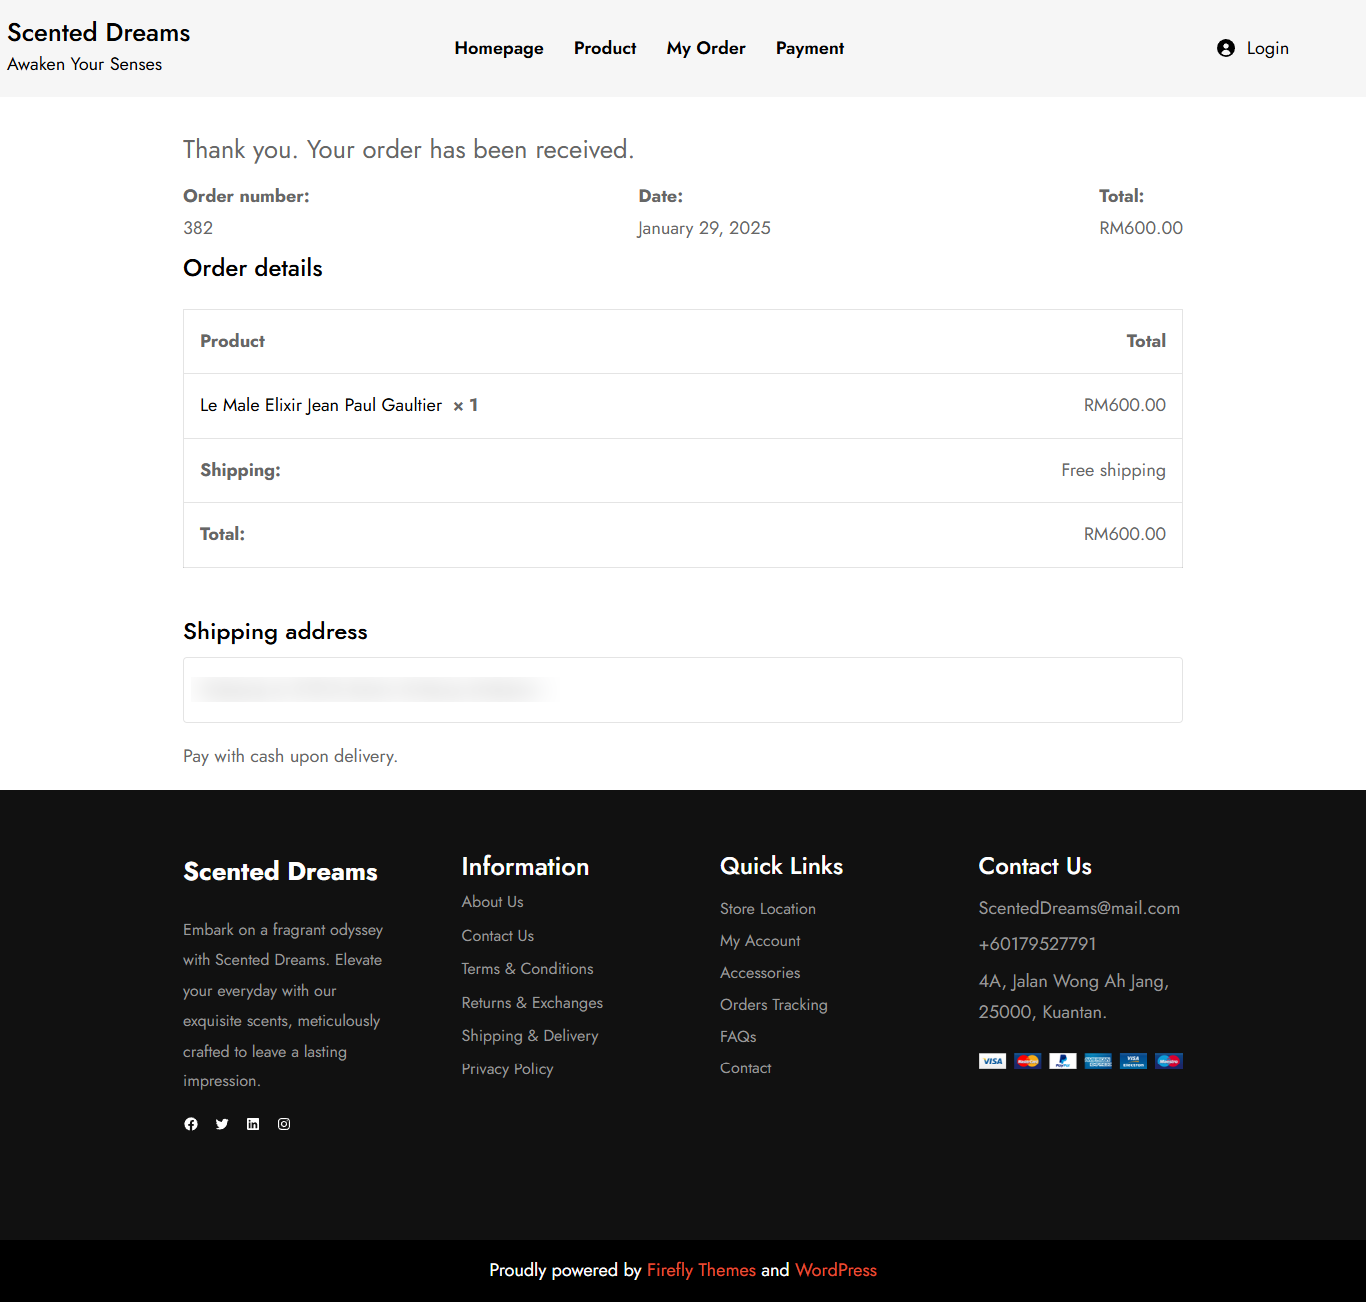 Scented Dreams
Awaken Your Senses
Homepage Product My Order Payment
Login
Thank you. Your order has been received.
Order number: Date: Total:
382 January 29, 2025 RM600.00
Order details
Product Total
Le Male Elixir Jean Paul Gaultier × 1 RM600.00
Shipping: Free shipping
Total: RM600.00
Shipping address
Pay with cash upon delivery.
Scented Dreams
Embark on a fragrant odyssey
with Scented Dreams. Elevate
your everyday with our
exquisite scents, meticulously
crafted to leave a lasting
impression.
Information
About Us
Contact Us
Terms & Conditions
Returns & Exchanges
Shipping & Delivery
Privacy Policy
Quick Links
Store Location
My Account
Accessories
Orders Tracking
FAQs
Contact
Contact Us
ScentedDreams@mail.com
+60179527791
4A, Jalan Wong Ah Jang,
25000, Kuantan.
VISA MasterCard PayPal AMERICAN EXPRESS VISA Maestro
Proudly powered by Firefly Themes and WordPress